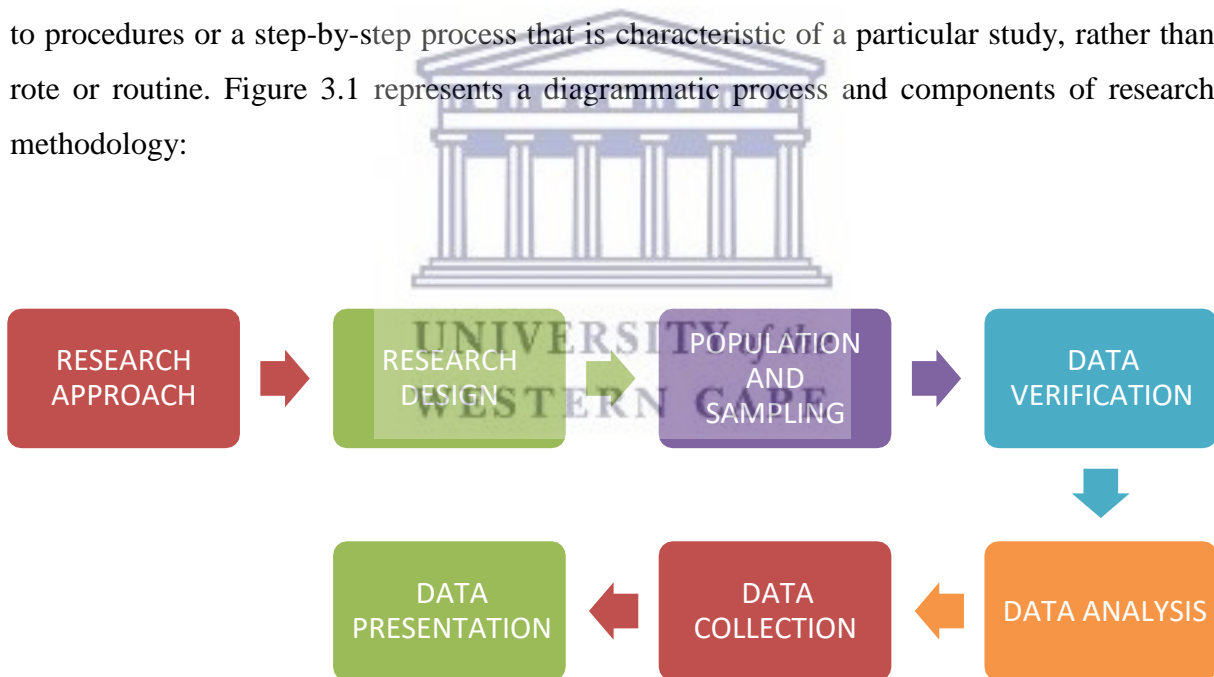 to procedures or a step-by-step process that is characteristic of a particular study, rather than
rote or routine. Figure 3.1 represents a diagrammatic process and components of research
methodology:
UNIVERSITY of the
WESTERN CAPE
RESEARCH
APPROACH
RESEARCH
DESIGN
POPULATION
AND
SAMPLING
DATA
VERIFICATION
DATA ANALYSIS
DATA
COLLECTION
DATA
PRESENTATION